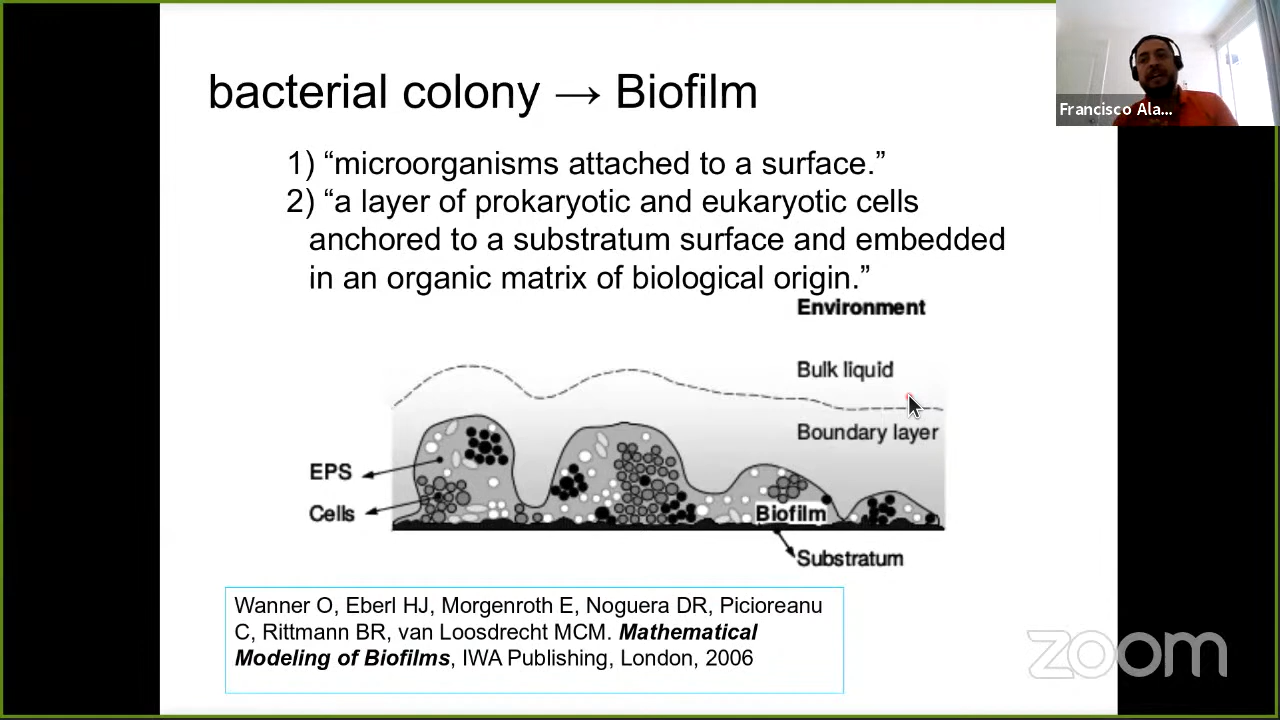 bacterial colony → Biofilm
Francisco Ala...
1) “microorganisms attached to a surface.”
2) “a layer of prokaryotic and eukaryotic cells
anchored to a substratum surface and embedded
in an organic matrix of biological origin.”
Environment
Bulk liquid
Boundary layer
EPS
Cells
Biofilm
Substratum
Wanner O, Eberl HJ, Morgenroth E, Noguera DR, Picioreanu
C, Rittmann BR, van Loosdrecht MCM. Mathematical
Modeling of Biofilms, IWA Publishing, London, 2006
zoom